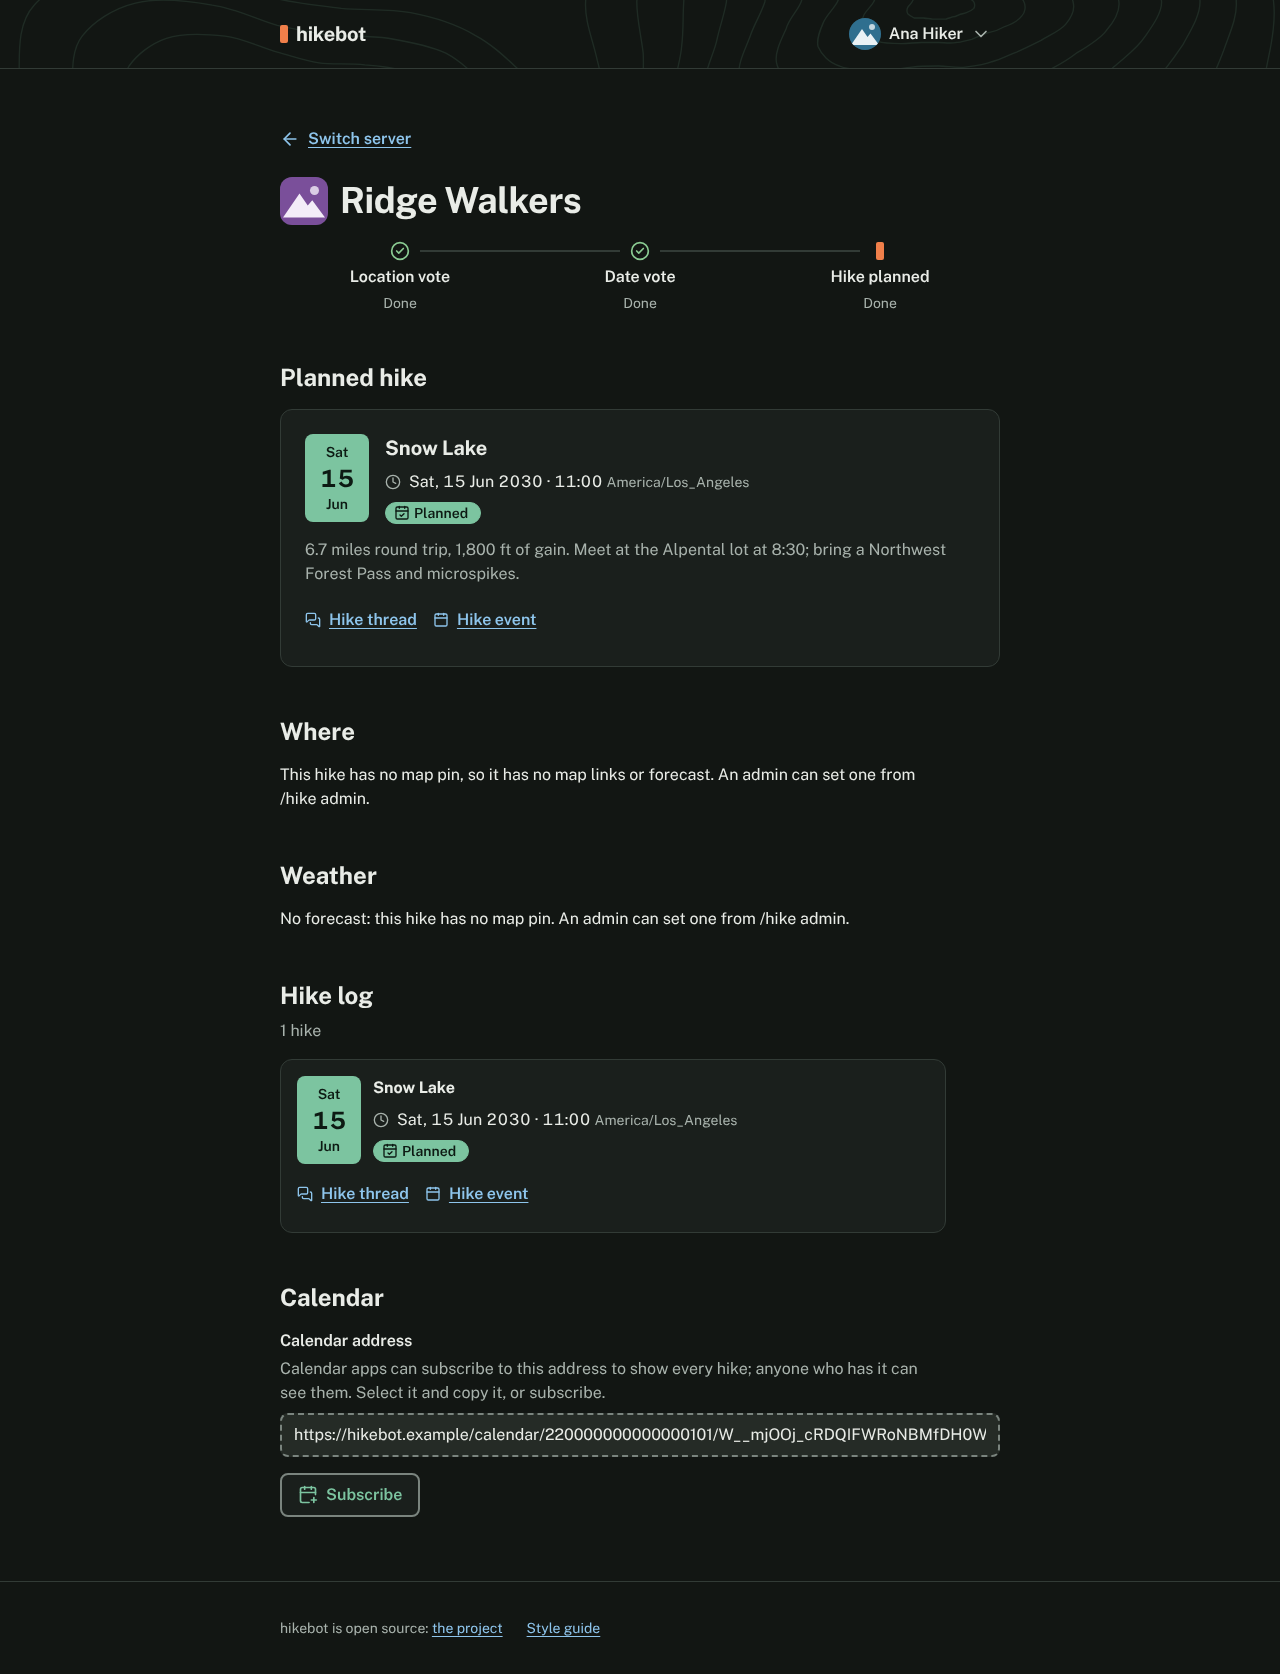 hikebot
Ana Hiker
Switch server
Ridge Walkers
Location vote
Done
Date vote
Done
Hike planned
Done
Planned hike
Sat
15
Jun
Snow Lake
Sat, 15 Jun 2030 · 11:00 America/Los_Angeles
Planned
6.7 miles round trip, 1,800 ft of gain. Meet at the Alpental lot at 8:30; bring a Northwest
Forest Pass and microspikes.
Hike thread
Hike event
Where
This hike has no map pin, so it has no map links or forecast. An admin can set one from
/hike admin.
Weather
No forecast: this hike has no map pin. An admin can set one from /hike admin.
Hike log
1 hike
Sat
15
Jun
Snow Lake
Sat, 15 Jun 2030 · 11:00 America/Los_Angeles
Planned
Hike thread
Hike event
Calendar
Calendar address
Calendar apps can subscribe to this address to show every hike; anyone who has it can
see them. Select it and copy it, or subscribe.
https://hikebot.example/calendar/220000000000000101/W__mjOOj_cRDQIFWRoNBMfDH0W
Subscribe
hikebot is open source: the project
Style guide